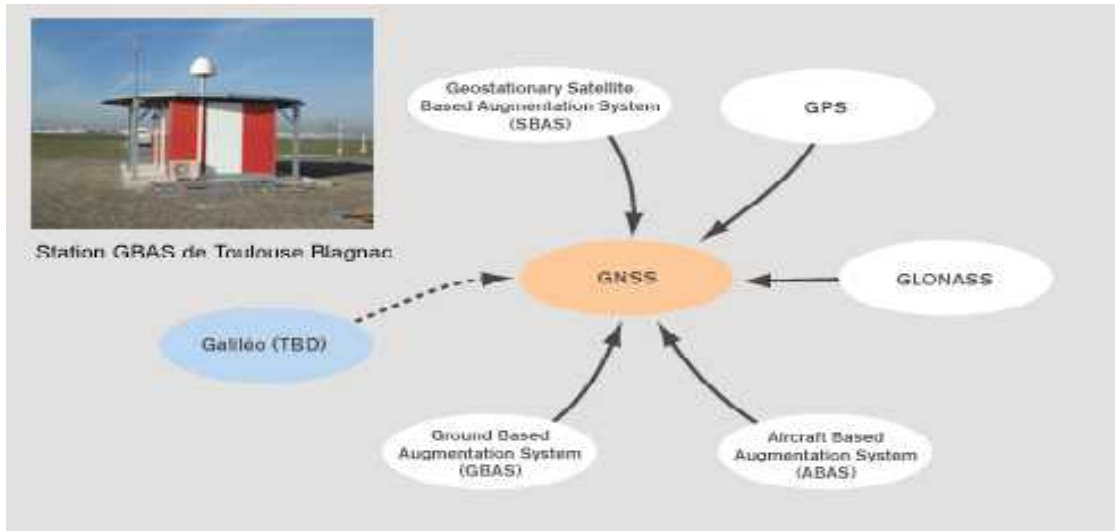 Geostationary Satellite
Based Augmentation System
(SBAS)
GPS
Station GBAS de Toulouse Blagnac
GNSS
GLONASS
Galiléo (TBD)
Ground Based
Augmentation System
(GBAS)
Aircraft Based
Augmentation System
(ABAS)